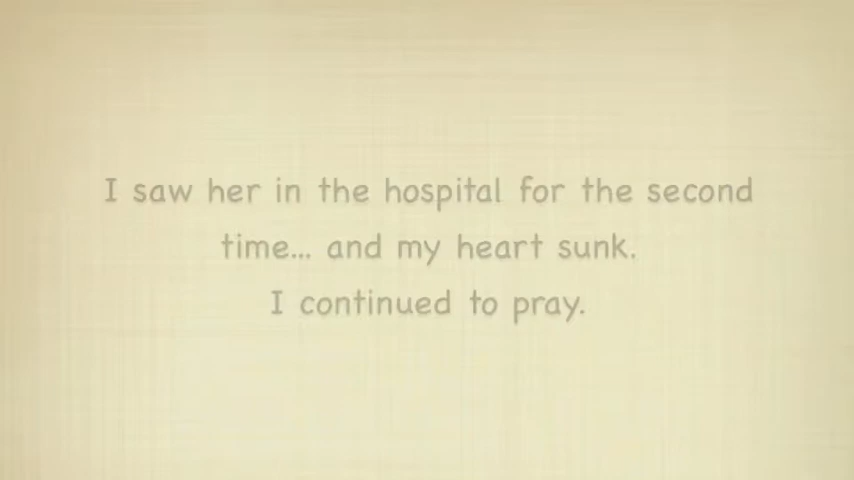 I saw her in the hospital for the second
time... and my heart sunk.
I continued to pray.